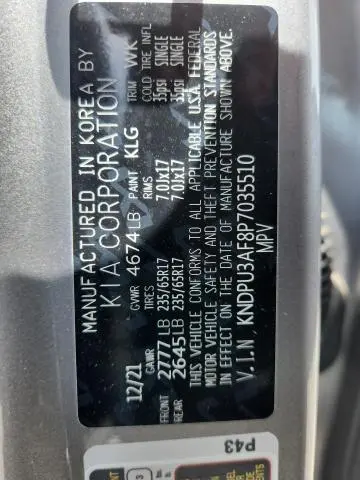 MANUFACTURED IN KOREA BY
KIA CORPORATION
12/21 GVWR 4674LB PAINT KLG TRIM WK
GAWR TIRES RIMS COLD TIRE INFL
FRONT 2777LB 235/65R17 7.0Jx17 35psi SINGLE
REAR 2645LB 235/65R17 7.0Jx17 35psi SINGLE
THIS VEHICLE CONFORMS TO ALL APPLICABLE U.S.A. FEDERAL
MOTOR VEHICLE SAFETY AND THEFT PREVENTION STANDARDS
IN EFFECT ON THE DATE OF MANUFACTURE SHOWN ABOVE.
V.I.N KNDPU3AF8P7035510
MPV
P43